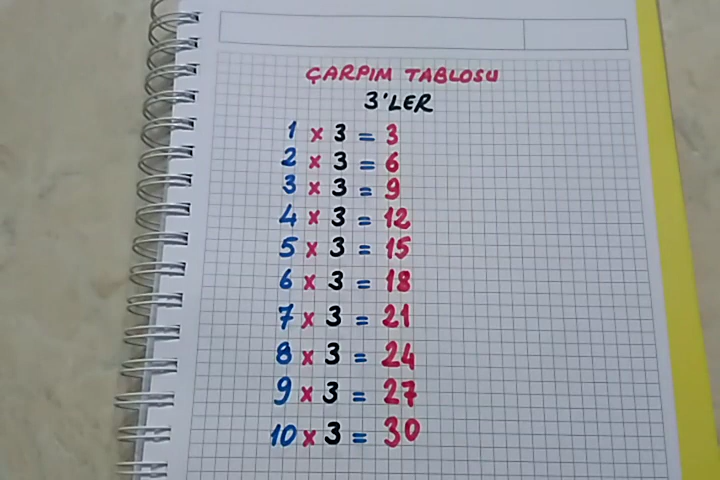 ÇARPIM TABLOSU
3'LER
1 x 3 = 3
2 x 3 = 6
3 x 3 = 9
4 x 3 = 12
5 x 3 = 15
6 x 3 = 18
7 x 3 = 21
8 x 3 = 24
9 x 3 = 27
10 x 3 = 30